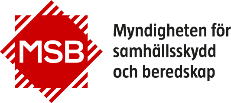 MSB
Myndigheten för
samhällsskydd
och beredskap